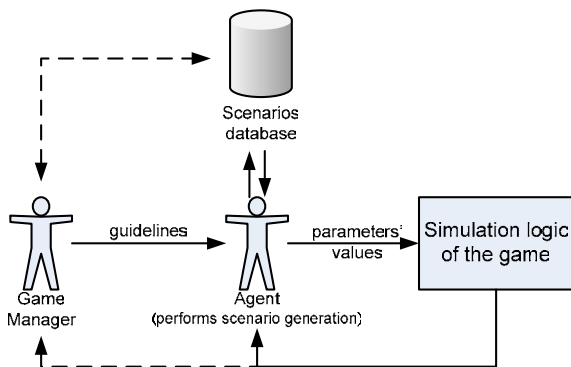 Scenarios
database
guidelines
parameters'
values
Simulation logic
of the game
Game
Manager
Agent
(performs scenario generation)